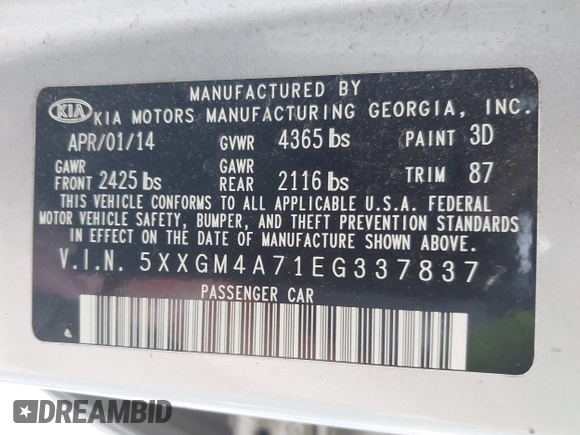 MANUFACTURED BY
KIA KIA MOTORS MANUFACTURING GEORGIA, INC.
APR/01/14 GVWR 4365 lbs PAINT 3D
GAWR FRONT 2425 lbs GAWR REAR 2116 lbs TRIM 87
THIS VEHICLE CONFORMS TO ALL APPLICABLE U.S.A. FEDERAL
MOTOR VEHICLE SAFETY, BUMPER, AND THEFT PREVENTION STANDARDS
IN EFFECT ON THE DATE OF MANUFACTURE SHOWN ABOVE.
V.I.N. 5XXGM4A71EG337837
PASSENGER CAR
DREAMBID